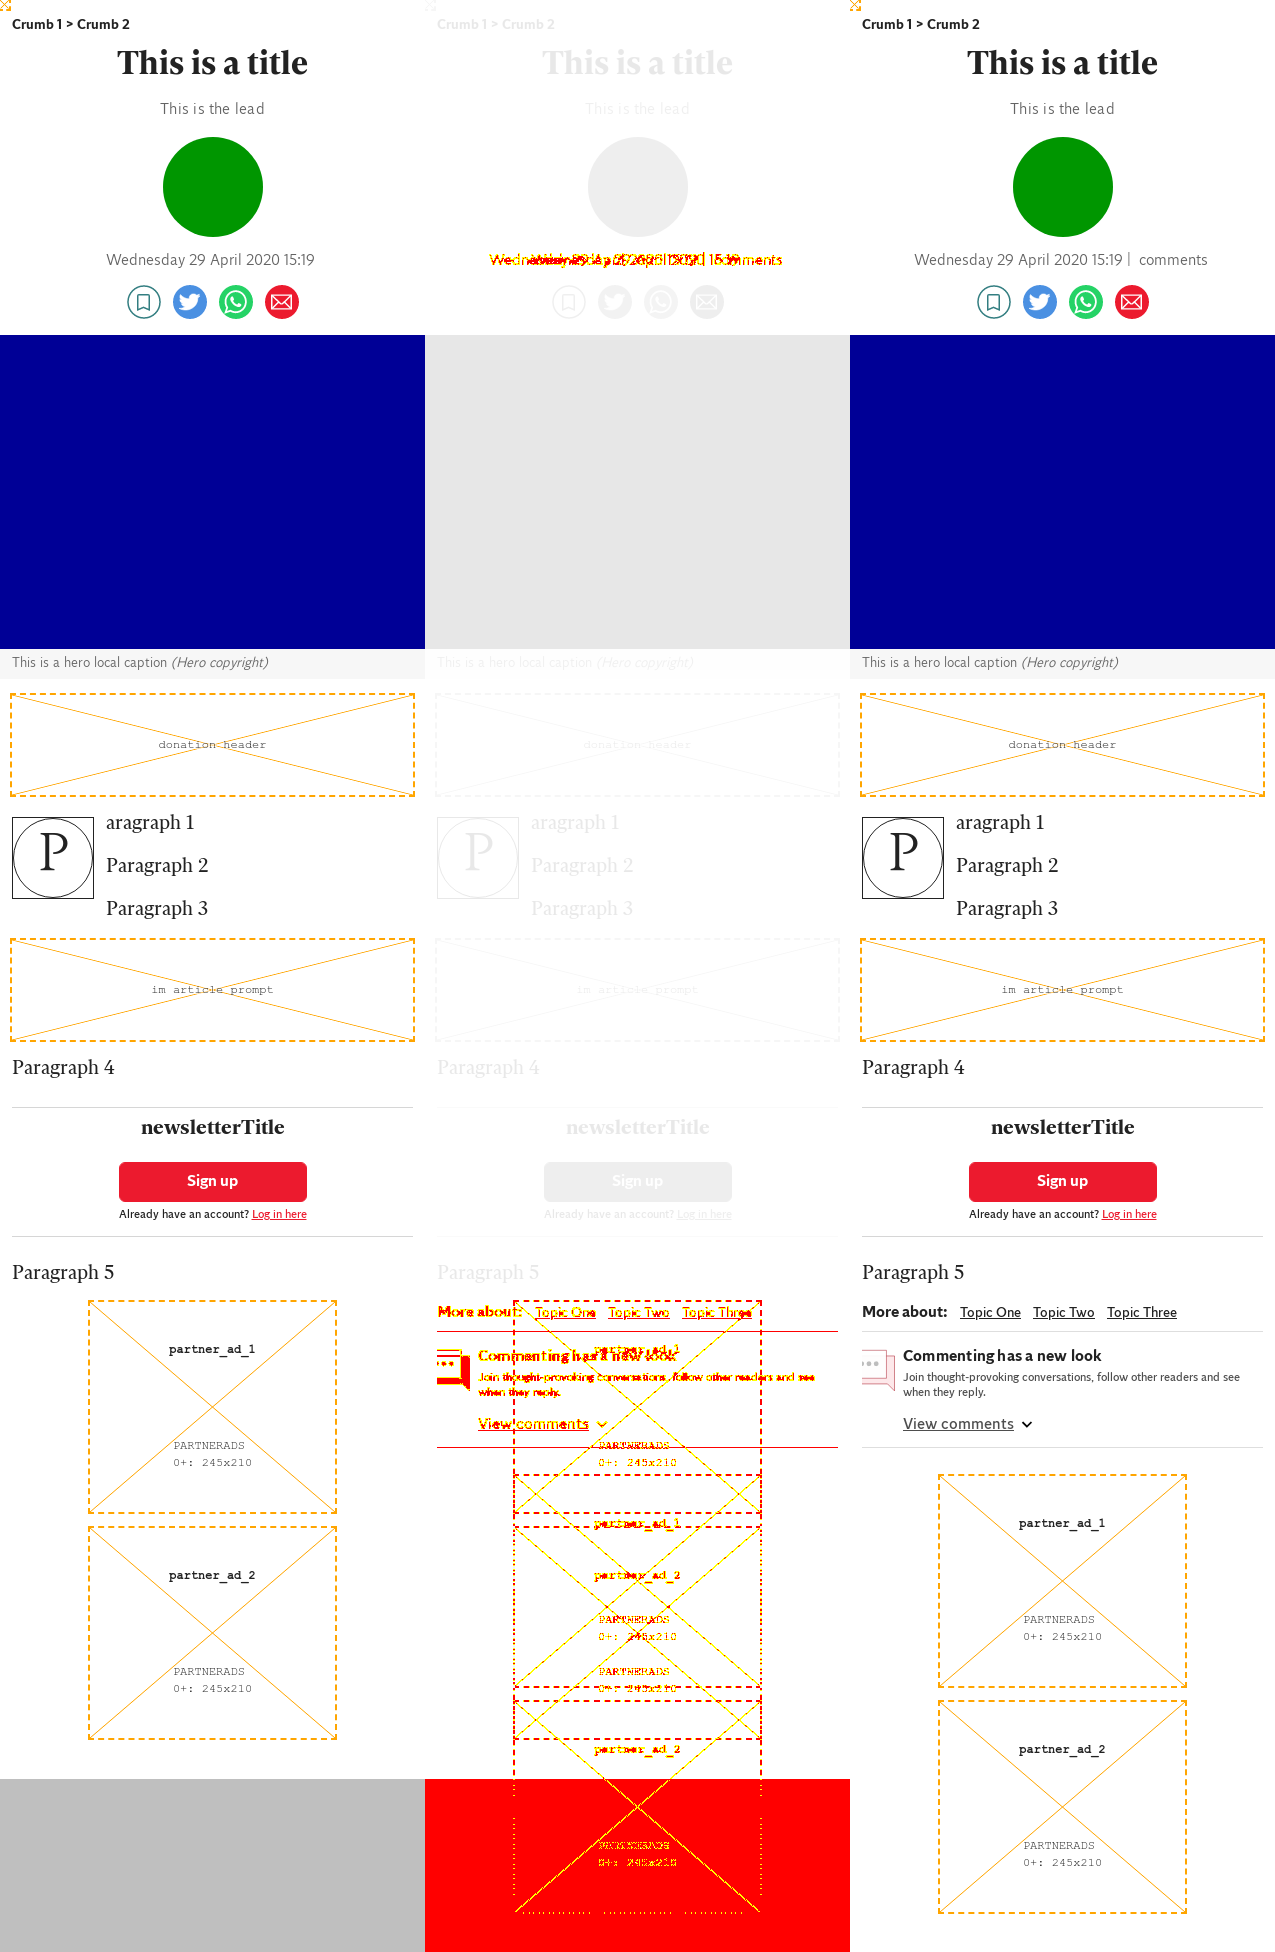 Crumb 1 > Crumb 2
This is a title
This is the lead
Wednesday 29 April 2020 15:19
This is a hero local caption (Hero copyright)
donation header
P
aragraph 1
Paragraph 2
Paragraph 3
im article prompt
Paragraph 4
newsletterTitle
Sign up
Already have an account? Log in here
Paragraph 5
partner_ad_1
PARTNERADS
0+: 245x210
partner_ad_2
PARTNERADS
0+: 245x210
Crumb 1 > Crumb 2
This is a title
This is the lead
This is a hero local caption (Hero copyright)
donation header
P
aragraph 1
Paragraph 2
Paragraph 3
im article prompt
Paragraph 4
newsletterTitle
Sign up
Already have an account? Log in here
Paragraph 5
More about: Topic One Topic Two Topic Three
partner_ad_1
Commenting has a new look
Join thought-provoking conversations, follow other readers and see
when they reply.
View comments
PARTNERADS
0+: 245x210
partner_ad_1
partner_ad_2
PARTNERADS
0+: 245x210
PARTNERADS
0+: 245x210
partner_ad_2
PARTNERADS
0+: 245x210
Crumb 1 > Crumb 2
This is a title
This is the lead
Wednesday 29 April 2020 15:19 | comments
This is a hero local caption (Hero copyright)
donation header
P
aragraph 1
Paragraph 2
Paragraph 3
im article prompt
Paragraph 4
newsletterTitle
Sign up
Already have an account? Log in here
Paragraph 5
More about: Topic One Topic Two Topic Three
Commenting has a new look
Join thought-provoking conversations, follow other readers and see
when they reply.
View comments
partner_ad_1
PARTNERADS
0+: 245x210
partner_ad_2
PARTNERADS
0+: 245x210